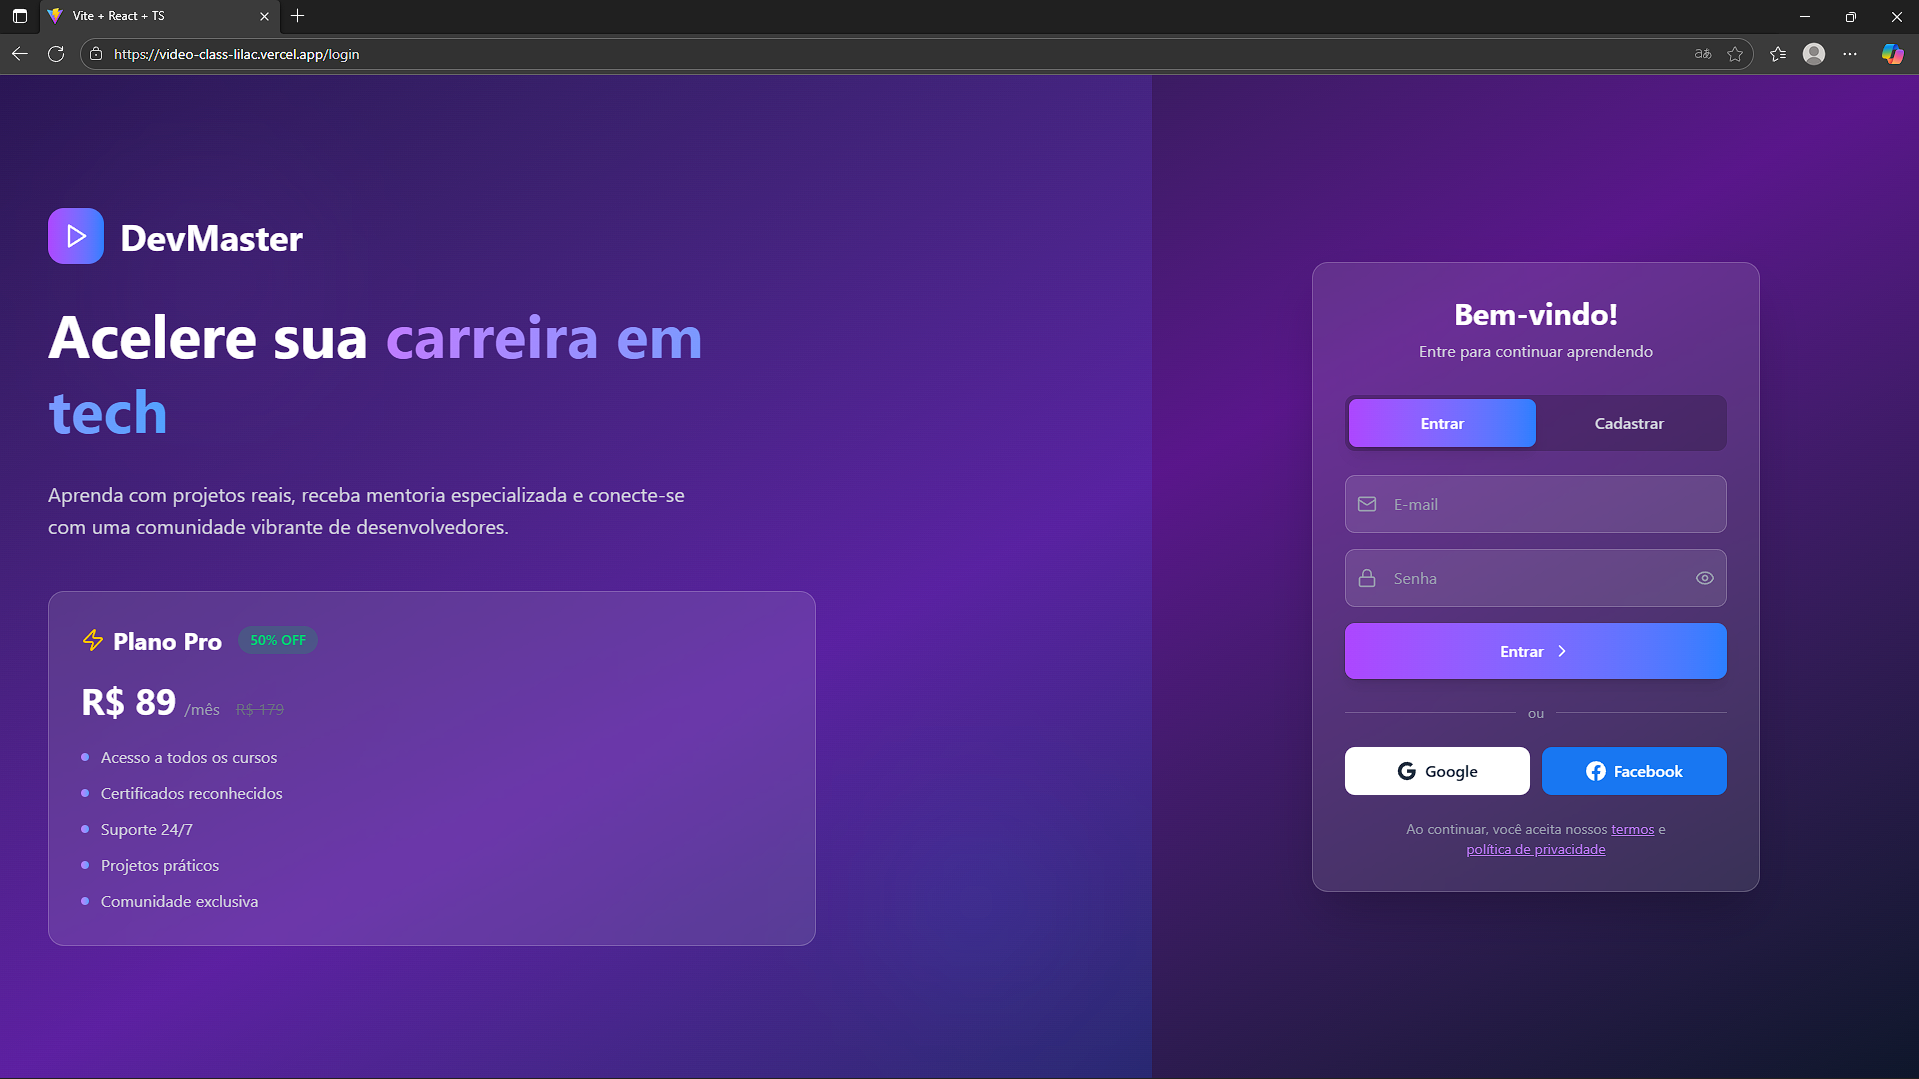 Vite + React + TS
https://video-class-lilac.vercel.app/login
DevMaster
Acelere sua carreira em
tech
Aprenda com projetos reais, receba mentoria especializada e conecte-se
com uma comunidade vibrante de desenvolvedores.
Plano Pro 50% OFF
R$ 89 /mês R$ 179
Acesso a todos os cursos
Certificados reconhecidos
Suporte 24/7
Projetos práticos
Comunidade exclusiva
Bem-vindo!
Entre para continuar aprendendo
Entrar Cadastrar
E-mail
Senha
Entrar
ou
Google Facebook
Ao continuar, você aceita nossos termos e
política de privacidade